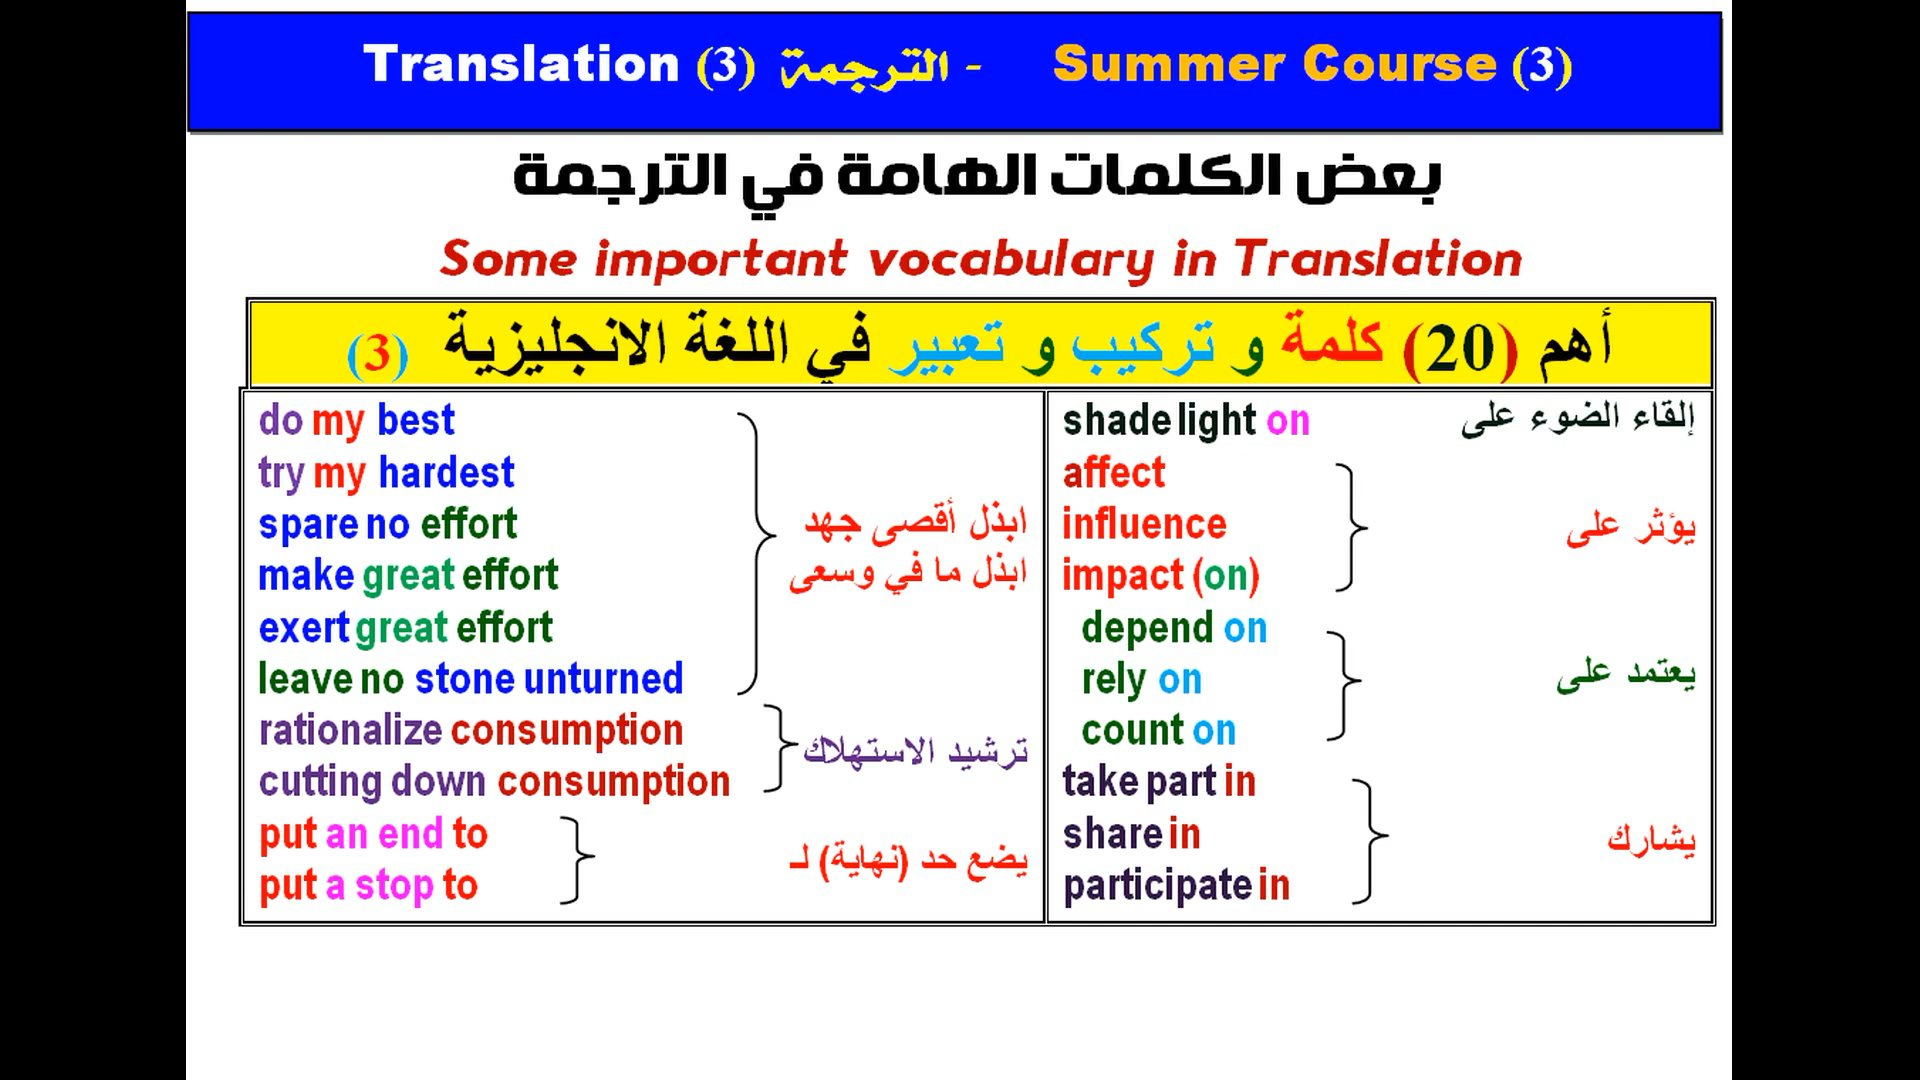 Translation (3) الترجمة - Summer Course (3)
بعض الكلمات الهامة في الترجمة
Some important vocabulary in Translation
أهم (20) كلمة و تركيب و تعبير في اللغة الانجليزية (3)
do my best
try my hardest
spare no effort
make great effort
exert great effort
leave no stone unturned
ابذل أقصى جهد
ابذل ما في وسعى
rationalize consumption
cutting down consumption
ترشيد الاستهلاك
put an end to
put a stop to
يضع حد (نهاية) لـ
shade light on إلقاء الضوء على
affect
influence
impact (on)
يؤثر على
depend on
rely on
count on
يعتمد على
take part in
share in
participate in
يشارك